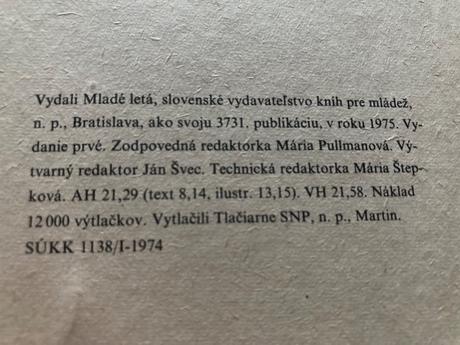 Vydali Mladé letá, slovenské vydavateľstvo kníh pre mládež,
n. p., Bratislava, ako svoju 3731. publikáciu, v roku 1975. Vy-
danie prvé. Zodpovedná redaktorka Mária Pullmanová. Vý-
tvarný redaktor Ján Švec. Technická redaktorka Mária Štep-
ková. AH 21,29 (text 8,14, ilustr. 13,15). VH 21,58. Náklad
12 000 výtlačkov. Vytlačili Tlačiarne SNP, n. p., Martin.
SÚKK 1138/I-1974